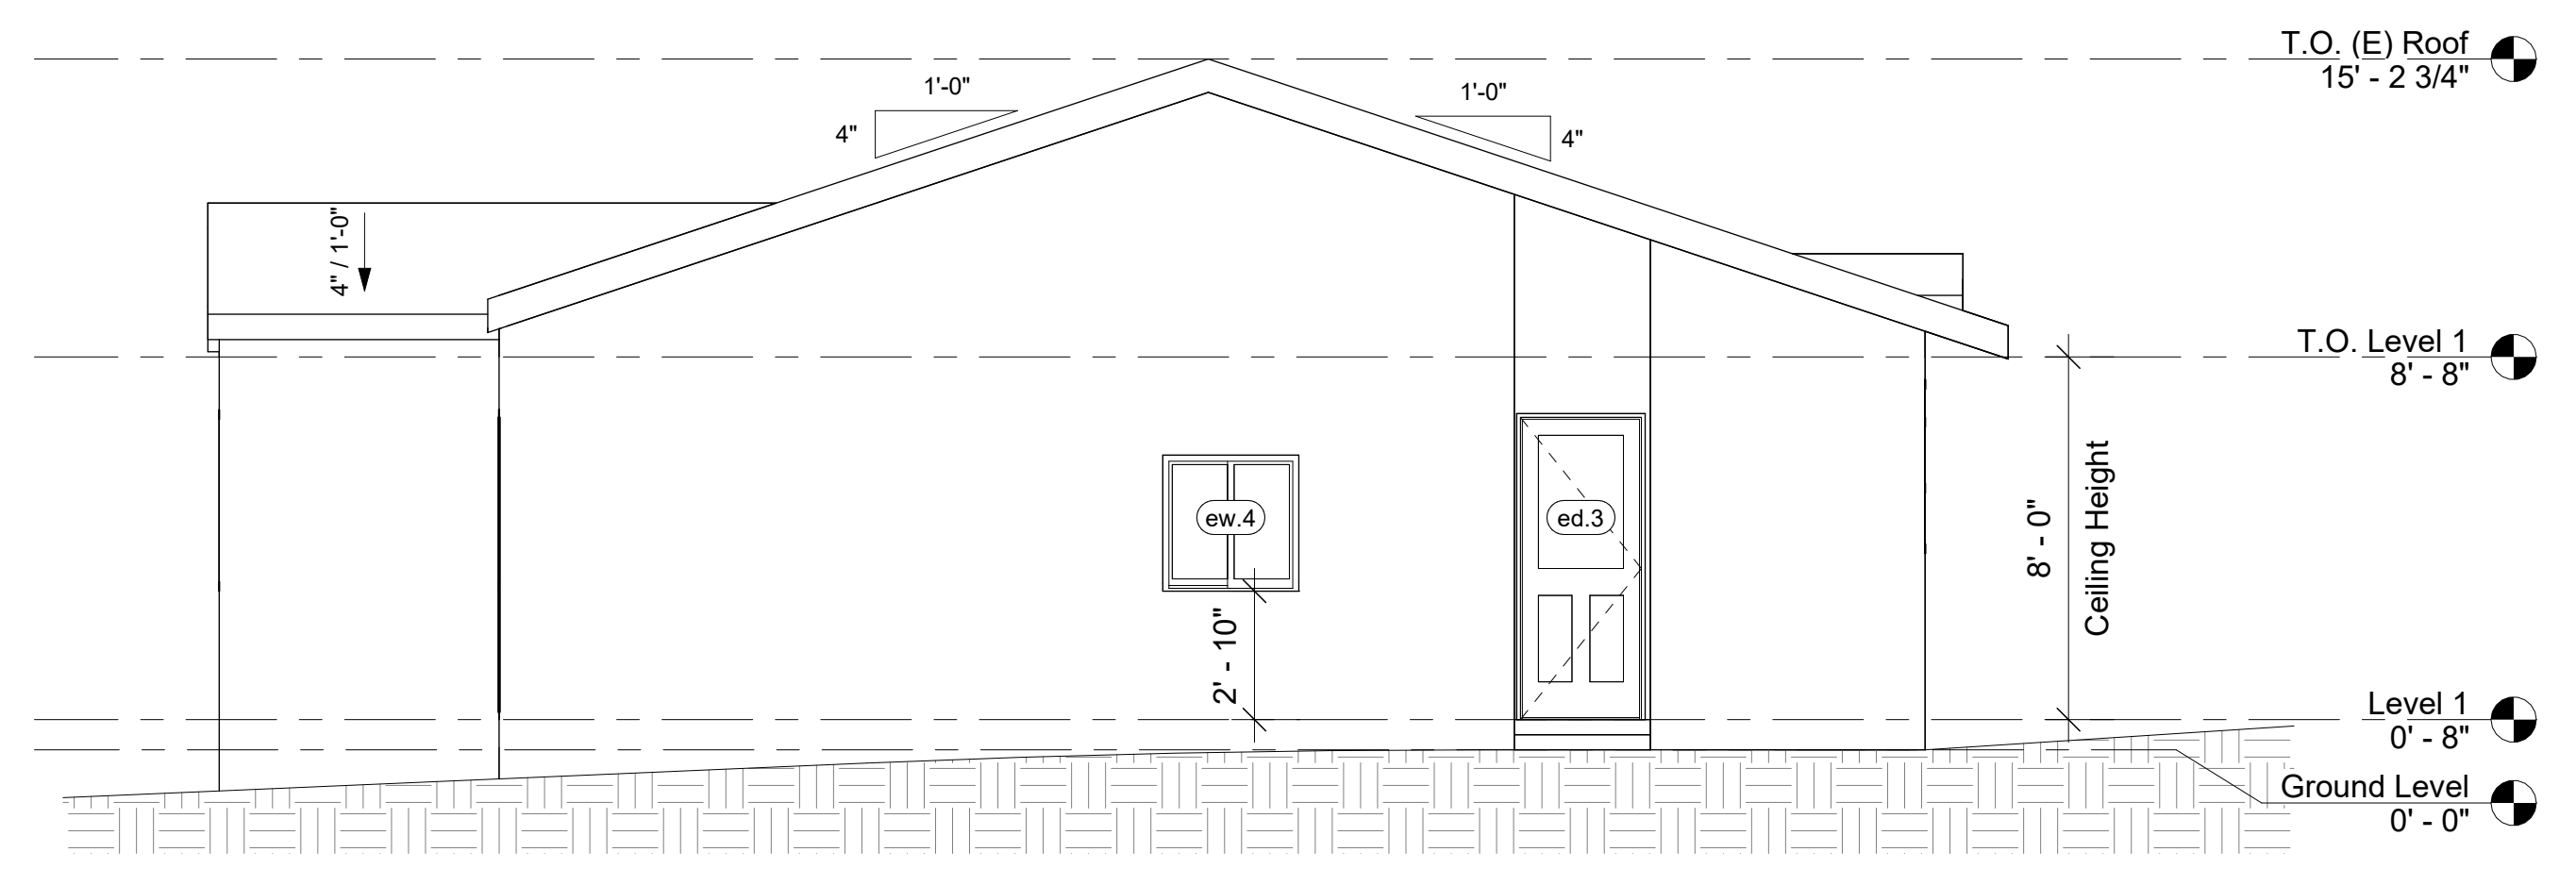 T.O. (E) Roof
15' - 2 3/4"
1'-0"
4"
1'-0"
4"
4" / 1'-0"
T.O. Level 1
8' - 8"
ew.4
ed.3
2' - 10"
8' - 0"
Ceiling Height
Level 1
0' - 8"
Ground Level
0' - 0"